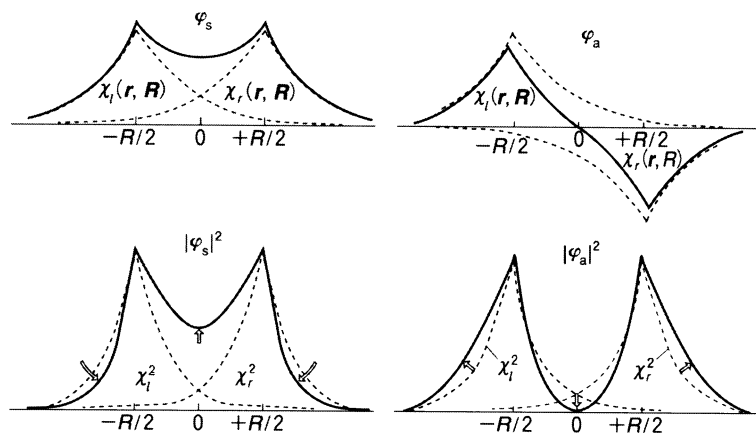 φₛ
χₗ(r, R)
χᵣ(r, R)
−R/2
0
+R/2
φₐ
χₗ(r, R)
−R/2
0
+R/2
χᵣ(r, R)
|φₛ|²
χₗ²
χᵣ²
−R/2
0
+R/2
|φₐ|²
χₗ²
χᵣ²
−R/2
0
+R/2